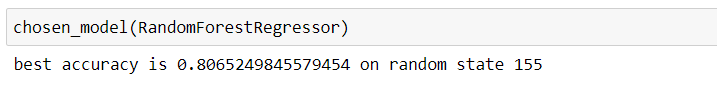 chosen_model(RandomForestRegressor)
best accuracy is 0.8065249845579454 on random state 155